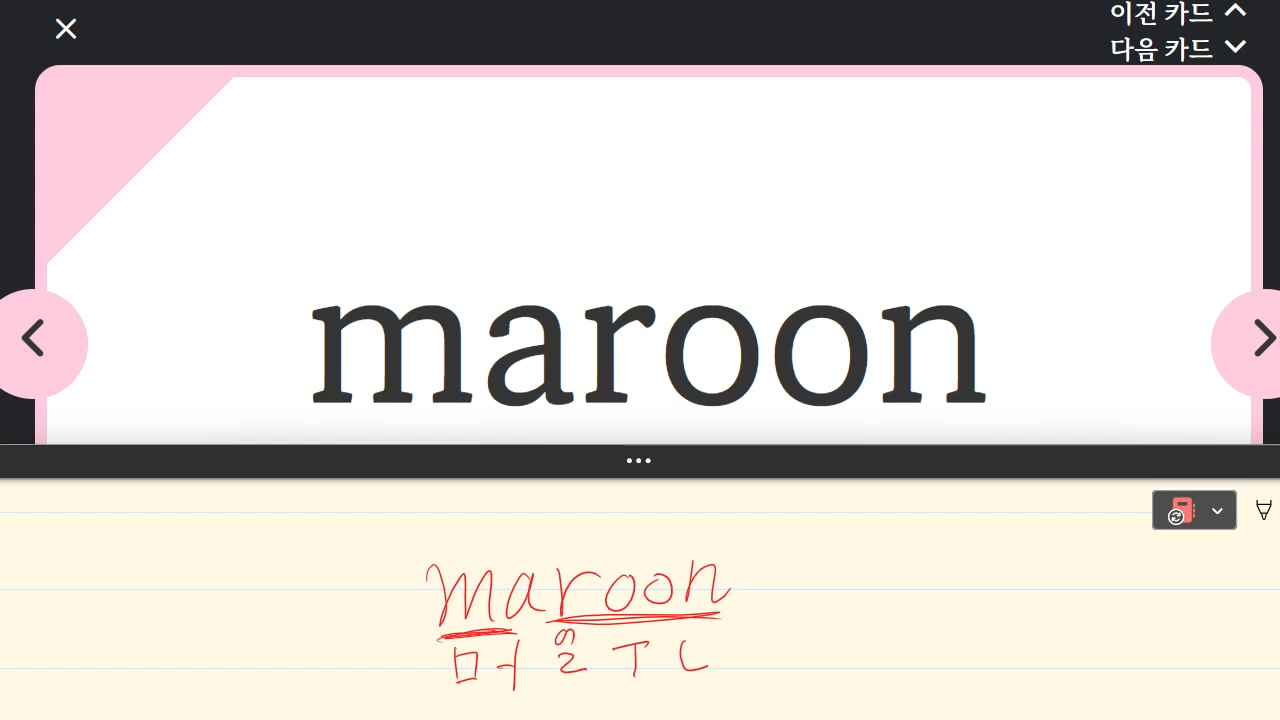 이전 카드
다음 카드
maroon
maroon
머 ㄹ ㅜ ㄴ